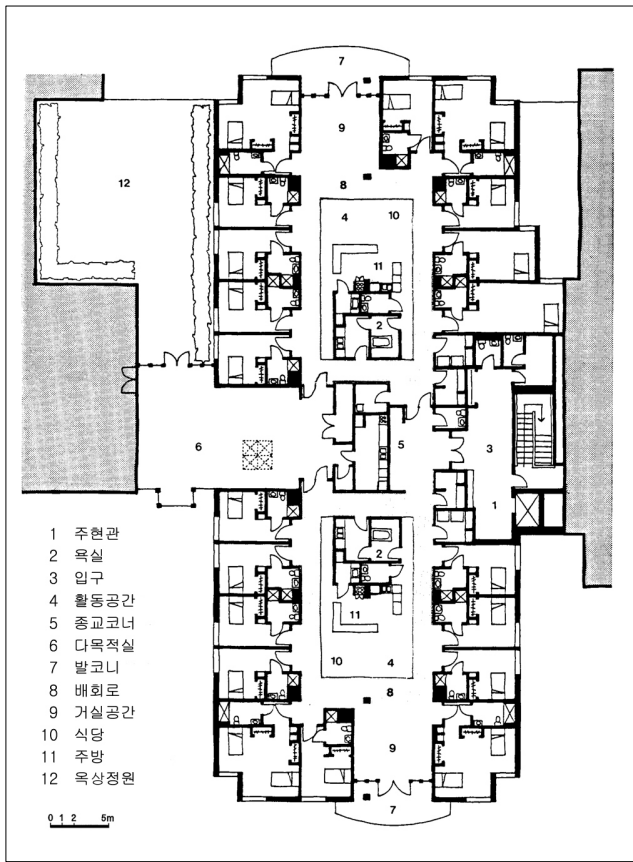 7
9
8
12
4 10
11
2
6
5
3
1
2
11
10 4
8
9
7
1 주현관
2 욕실
3 입구
4 활동공간
5 종교코너
6 다목적실
7 발코니
8 배회로
9 거실공간
10 식당
11 주방
12 옥상정원
0 1 2 5m